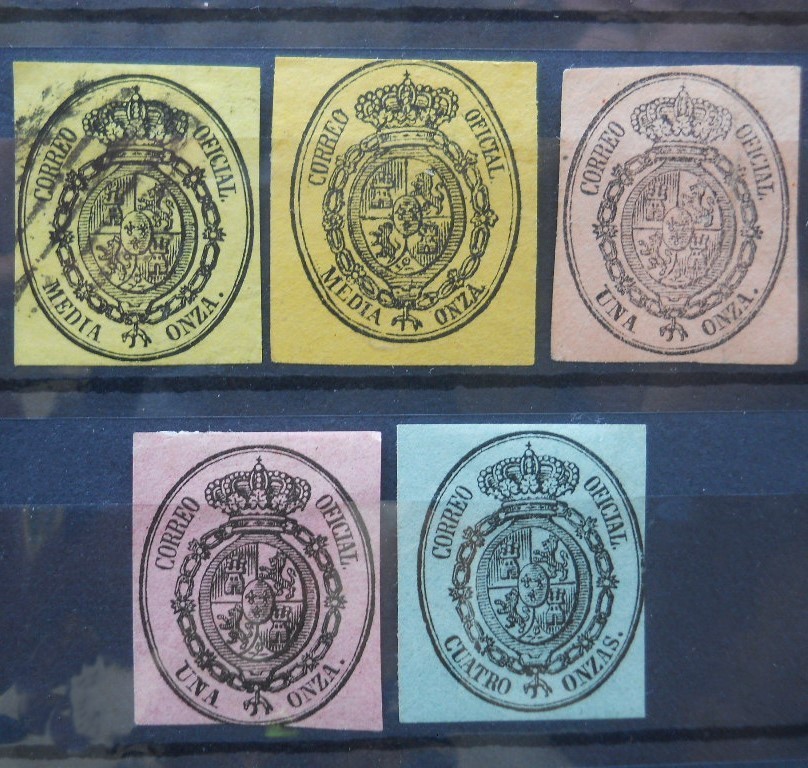 CORREO OFICIAL
MEDIA ONZA.
CORREO OFICIAL
MEDIA ONZA
CORREO OFICIAL
UNA ONZA.
CORREO OFICIAL
UNA ONZA.
CORREO OFICIAL
CUATRO ONZAS.